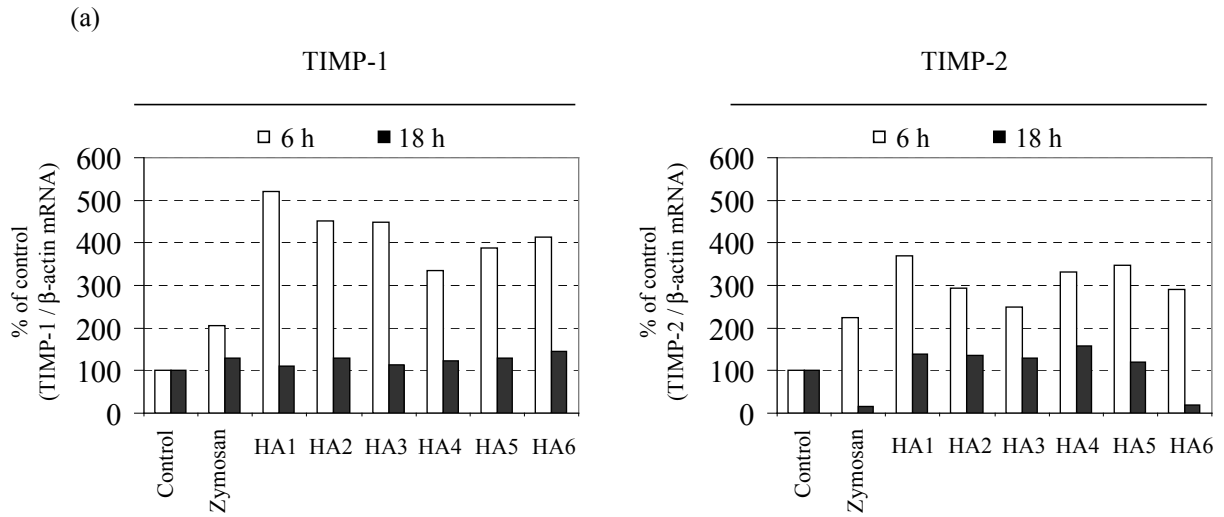 (a)
TIMP-1
6 h 18 h
600
500
400
300
200
100
0
% of control
(TIMP-1 / β-actin mRNA)
Control
Zymosan
HA1 HA2 HA3 HA4 HA5 HA6
TIMP-2
6 h 18 h
600
500
400
300
200
100
0
% of control
(TIMP-2 / β-actin mRNA)
Control
Zymosan
HA1 HA2 HA3 HA4 HA5 HA6